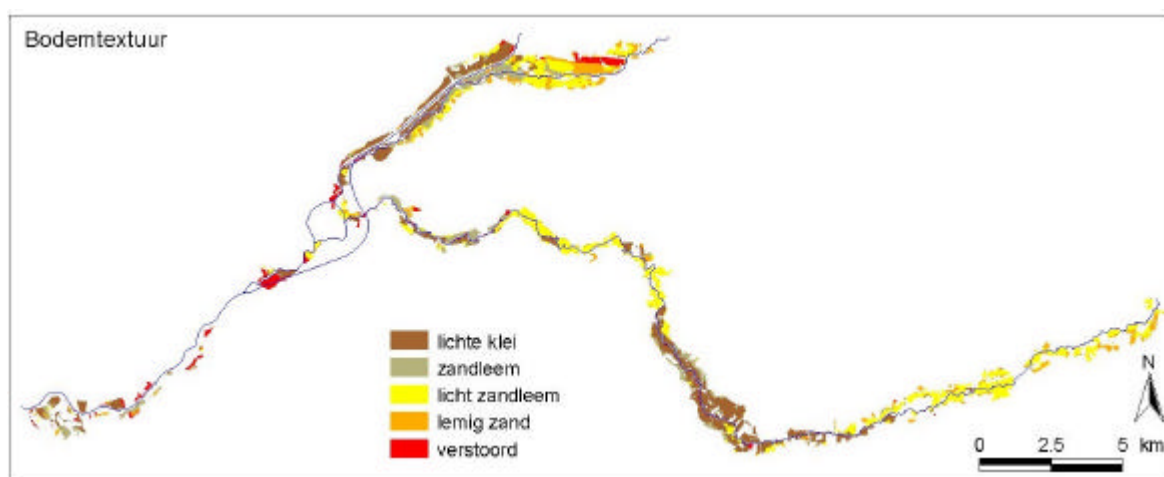 Bodemtextuur
lichte klei
zandleem
licht zandleem
lemig zand
verstoord
N
0 2.5 5 km